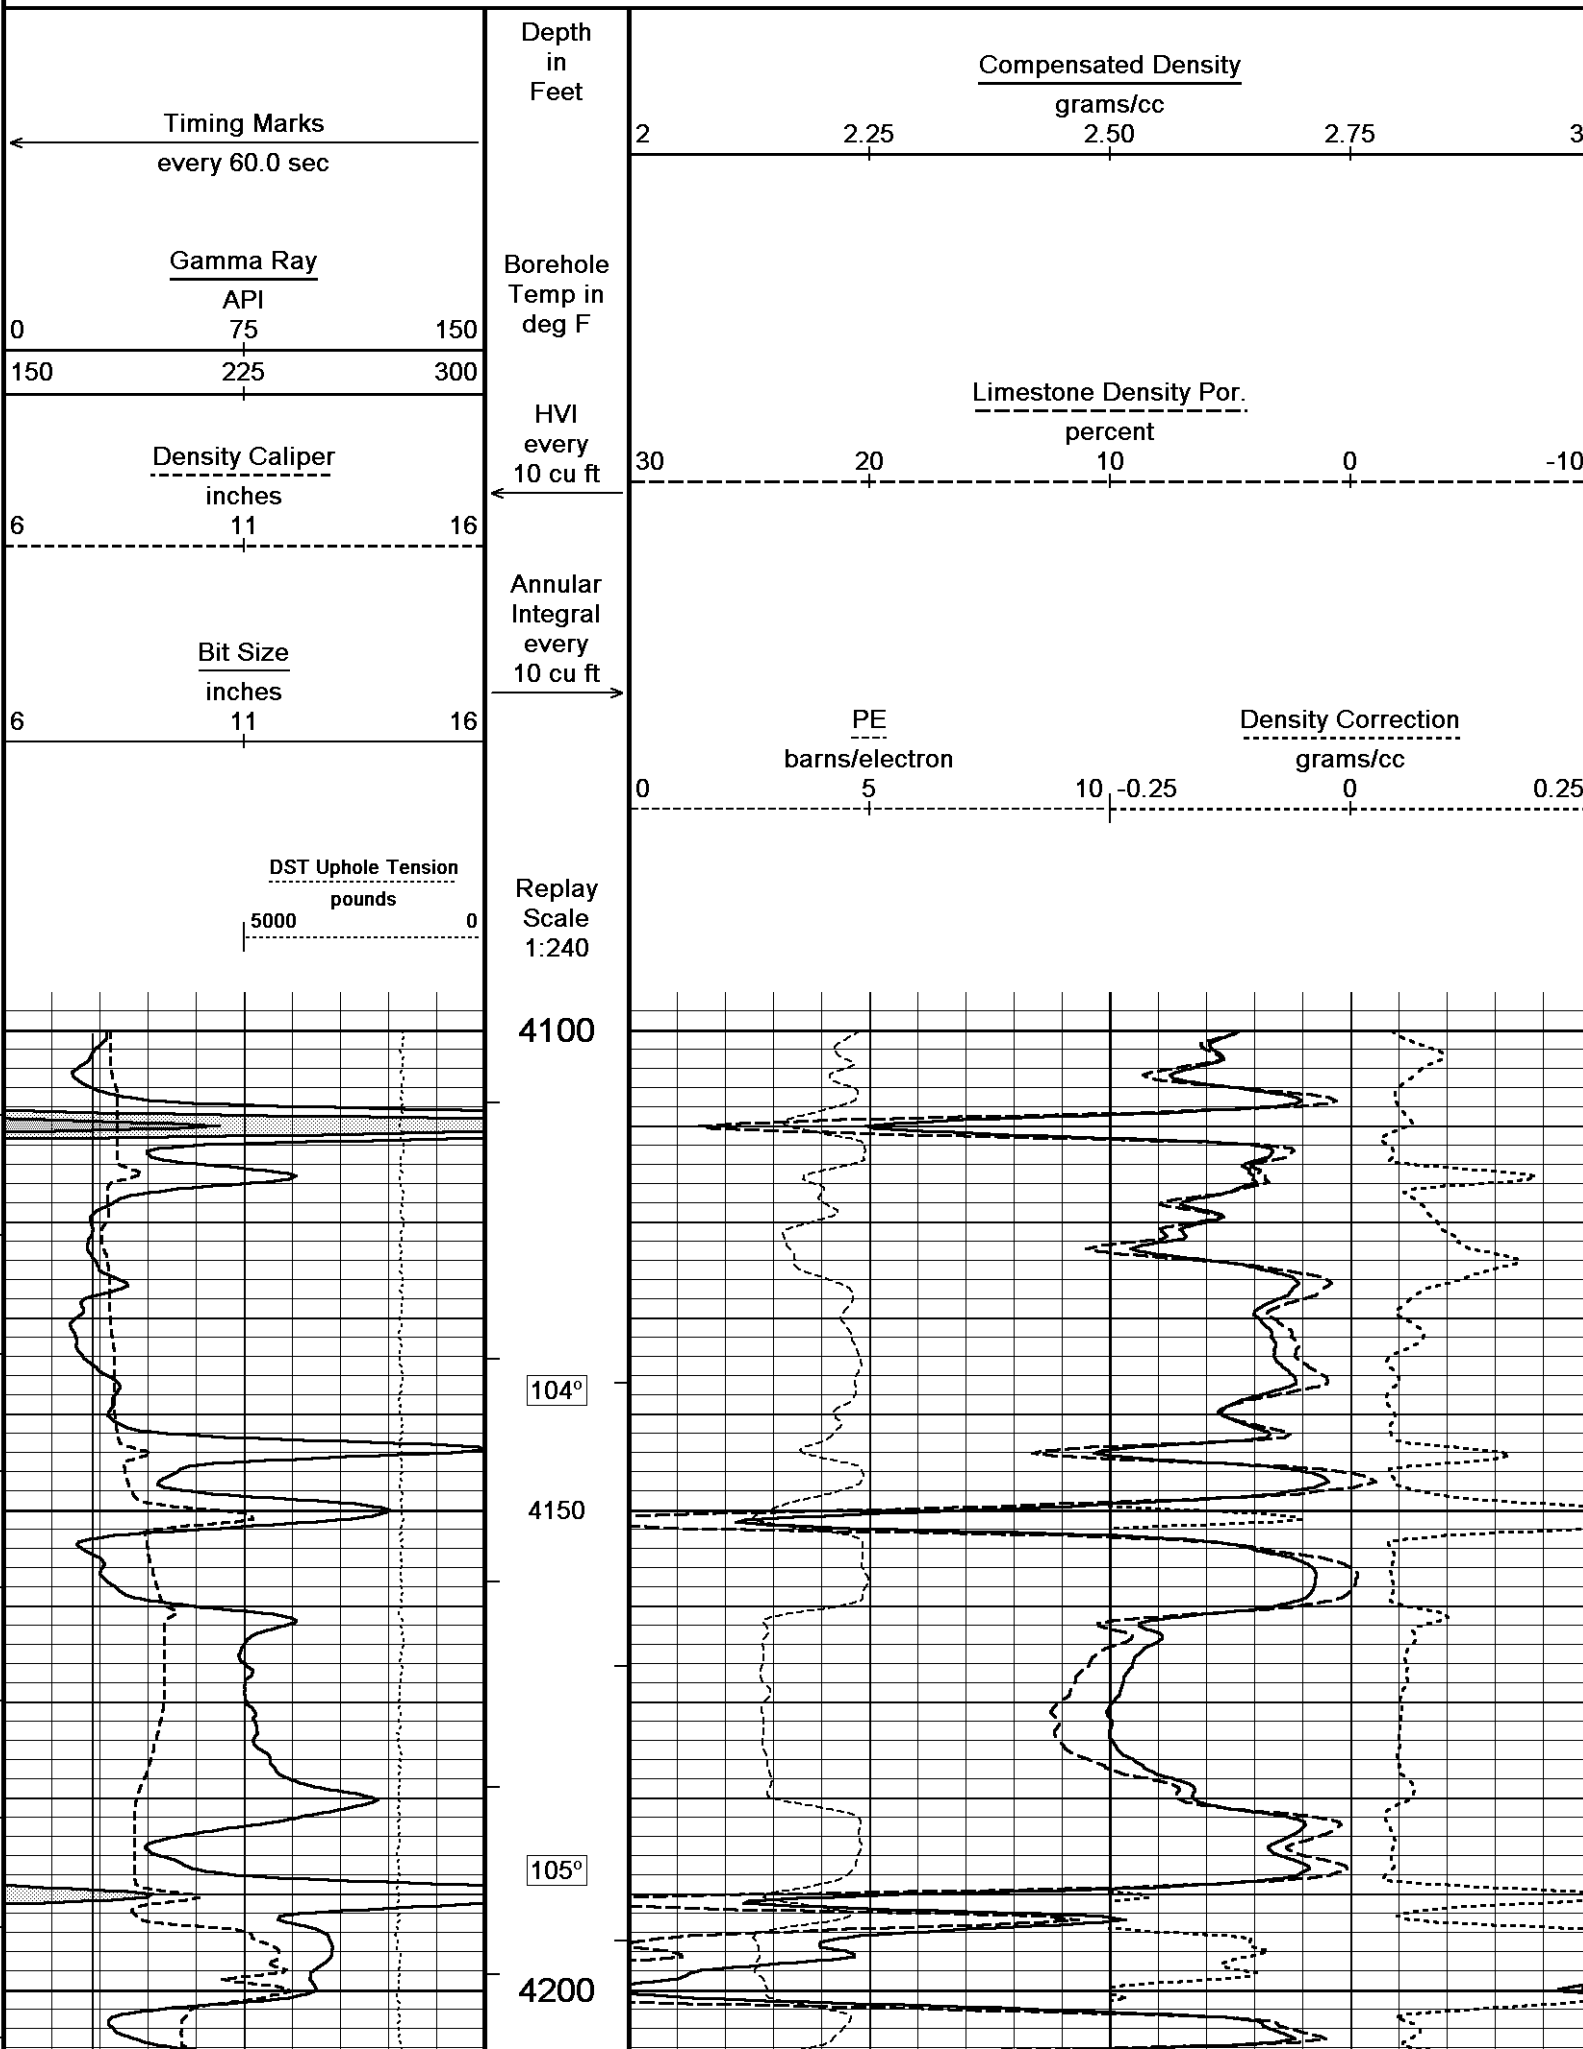 Timing Marks
every 60.0 sec
Gamma Ray
API
0 75 150
150 225 300
Density Caliper
inches
6 11 16
Bit Size
inches
6 11 16
DST Uphole Tension
pounds
5000 0
Depth
in
Feet
Borehole
Temp in
deg F
HVI
every
10 cu ft
Annular
Integral
every
10 cu ft
Replay
Scale
1:240
Compensated Density
grams/cc
2 2.25 2.50 2.75 3
Limestone Density Por.
percent
30 20 10 0 -10
PE
barns/electron
0 5 10
Density Correction
grams/cc
-0.25 0 0.25
4100
104°
4150
105°
4200